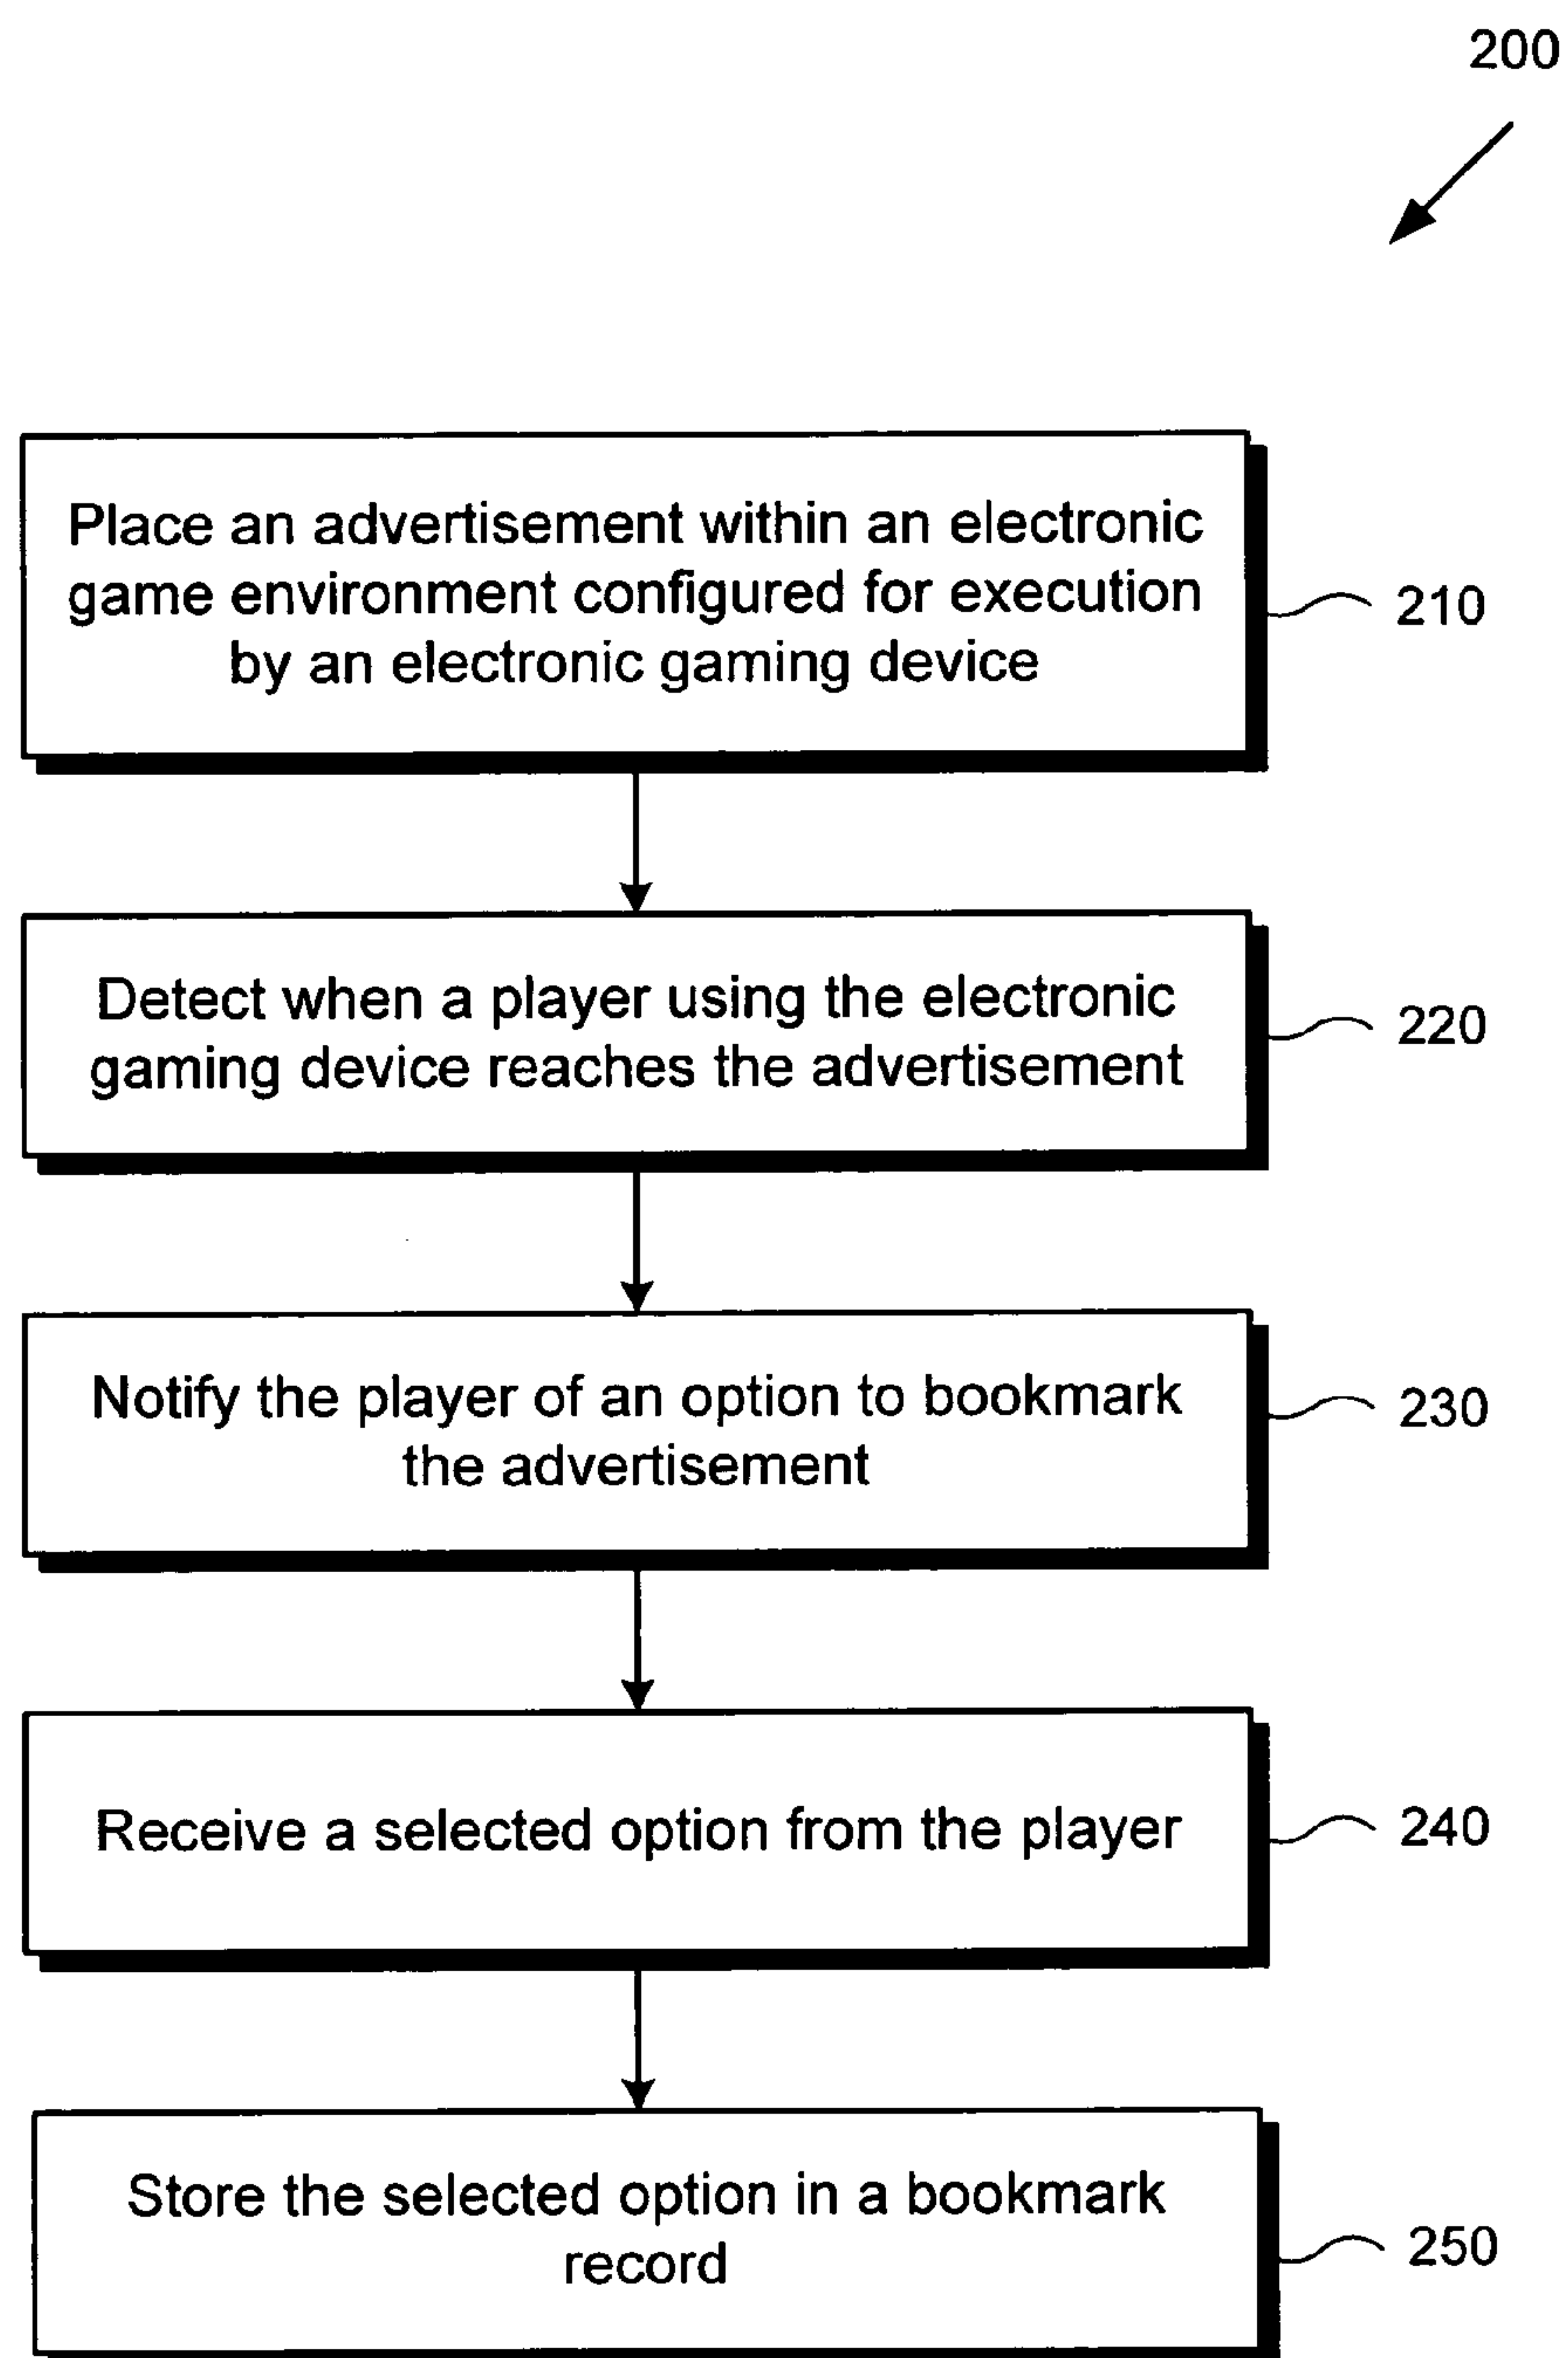 200
Place an advertisement within an electronic
game environment configured for execution
by an electronic gaming device
210
Detect when a player using the electronic
gaming device reaches the advertisement
220
Notify the player of an option to bookmark
the advertisement
230
Receive a selected option from the player
240
Store the selected option in a bookmark
record
250